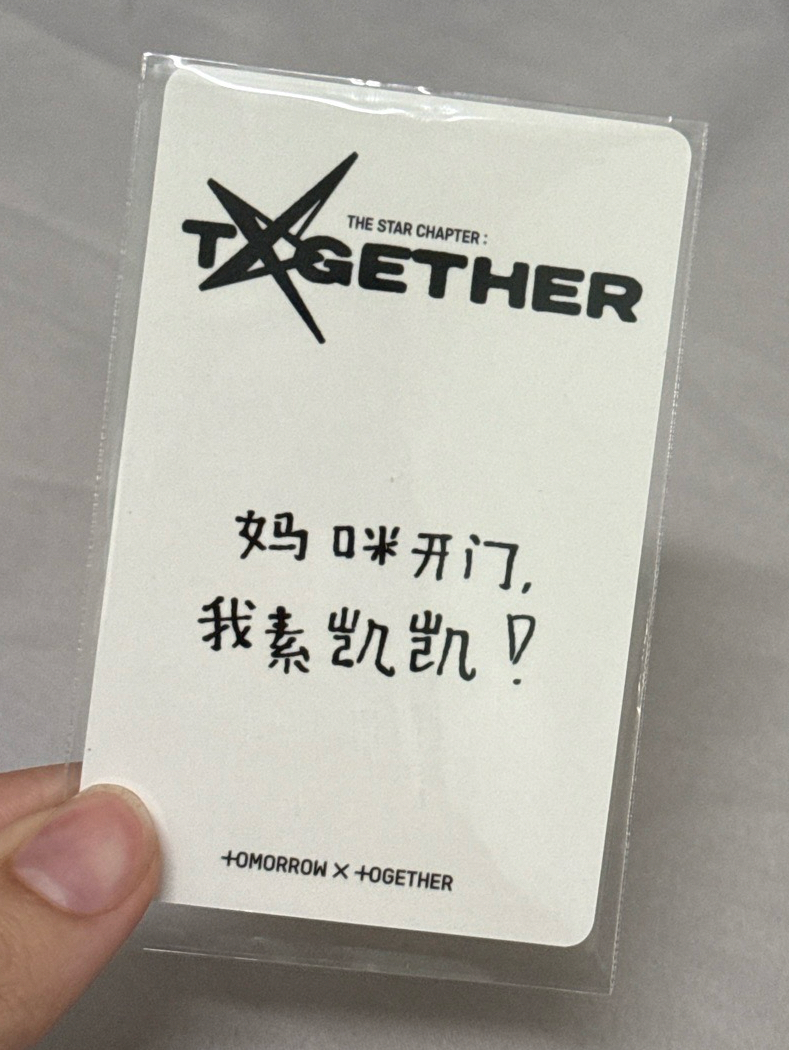 THE STAR CHAPTER :
TOGETHER
妈咪开门,
我素凯凯!
TOMORROW X TOGETHER